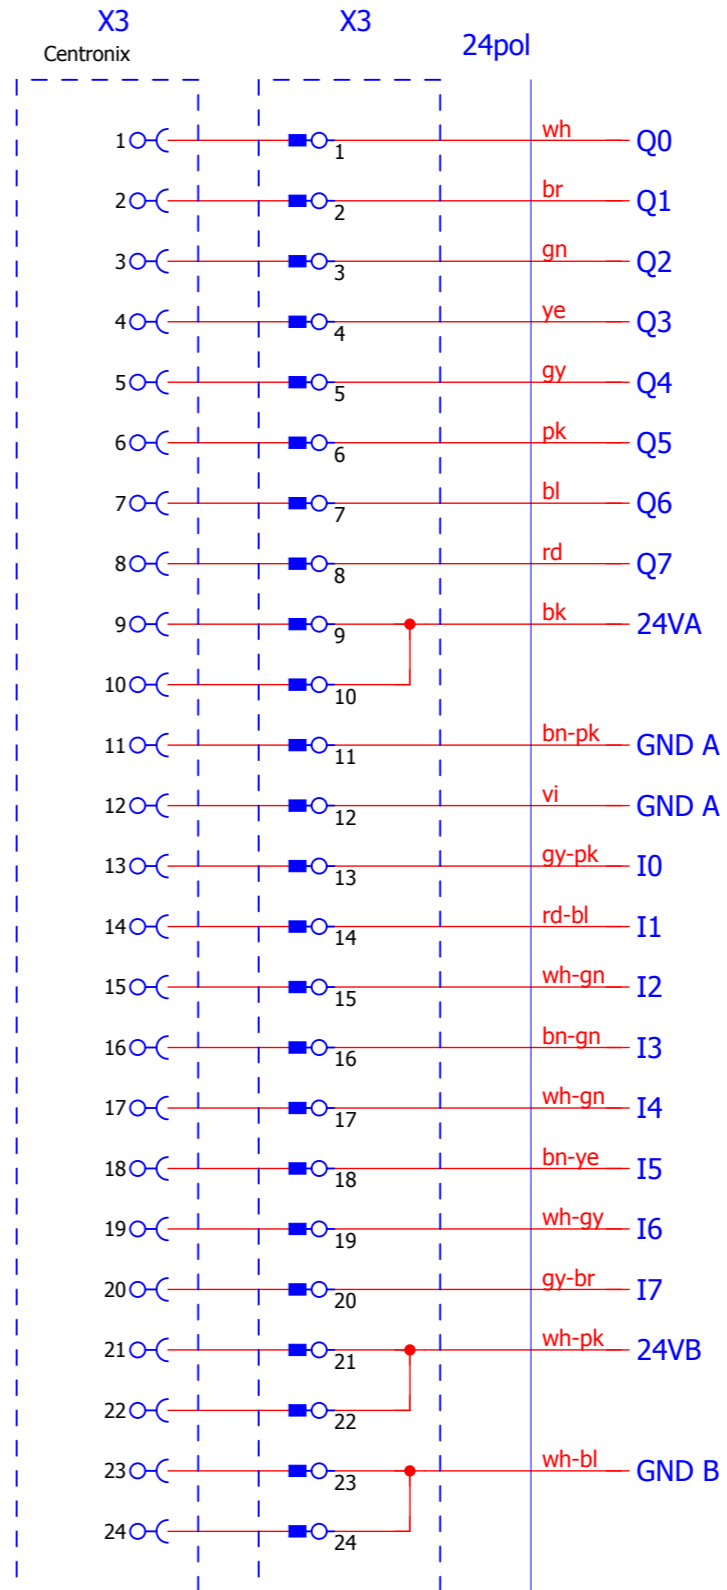 X3 X3
Centronix 24pol
1 1 wh Q0
2 2 br Q1
3 3 gn Q2
4 4 ye Q3
5 5 gy Q4
6 6 pk Q5
7 7 bl Q6
8 8 rd Q7
9 9 bk 24VA
10 10
11 11 bn-pk GND A
12 12 vi GND A
13 13 gy-pk I0
14 14 rd-bl I1
15 15 wh-gn I2
16 16 bn-gn I3
17 17 wh-gn I4
18 18 bn-ye I5
19 19 wh-gy I6
20 20 gy-br I7
21 21 wh-pk 24VB
22 22
23 23 wh-bl GND B
24 24